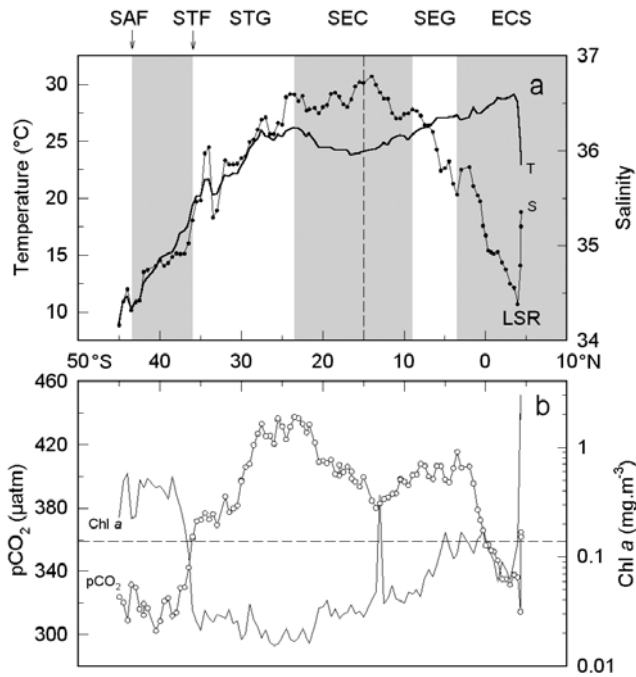 SAF STF STG SEC SEG ECS
a
Temperature (°C)
30
25
20
15
10
37
36
35
34
Salinity
T
S
LSR
50°S 40 30 20 10 0 10°N
b
pCO₂ (μatm)
460
420
380
340
300
Chl a
pCO₂
1
0.1
0.01
Chl a (mg.m⁻³)